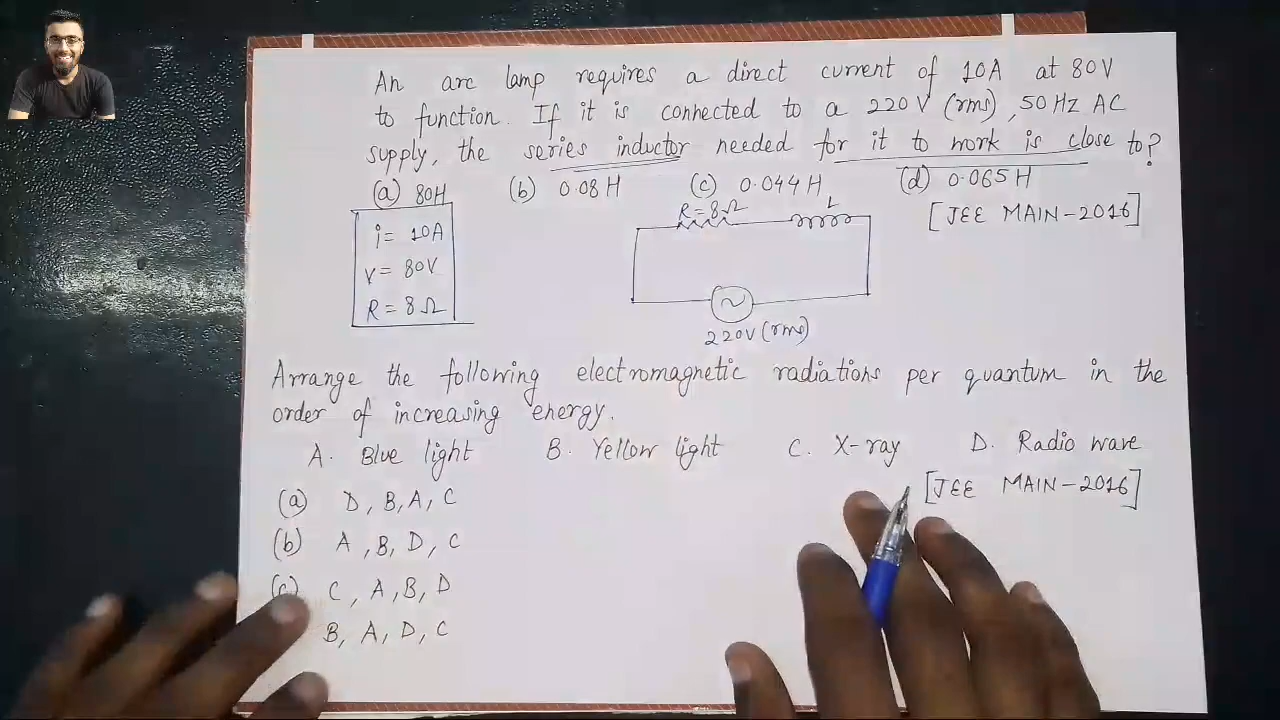 An arc lamp requires a direct current of 10A at 80V
to function. If it is connected to a 220V (rms), 50Hz AC
supply, the series inductor needed for it to work is close to?
(a) 80H (b) 0.08H (c) 0.044H (d) 0.065H
[JEE MAIN-2016]
i = 10A
V = 80V
R = 8Ω
R = 8Ω L
220V (rms)
Arrange the following electromagnetic radiations per quantum in the
order of increasing energy.
A. Blue light B. Yellow light C. X-ray D. Radio wave
[JEE MAIN-2016]
(a) D, B, A, C
(b) A, B, D, C
(c) C, A, B, D
B, A, D, C